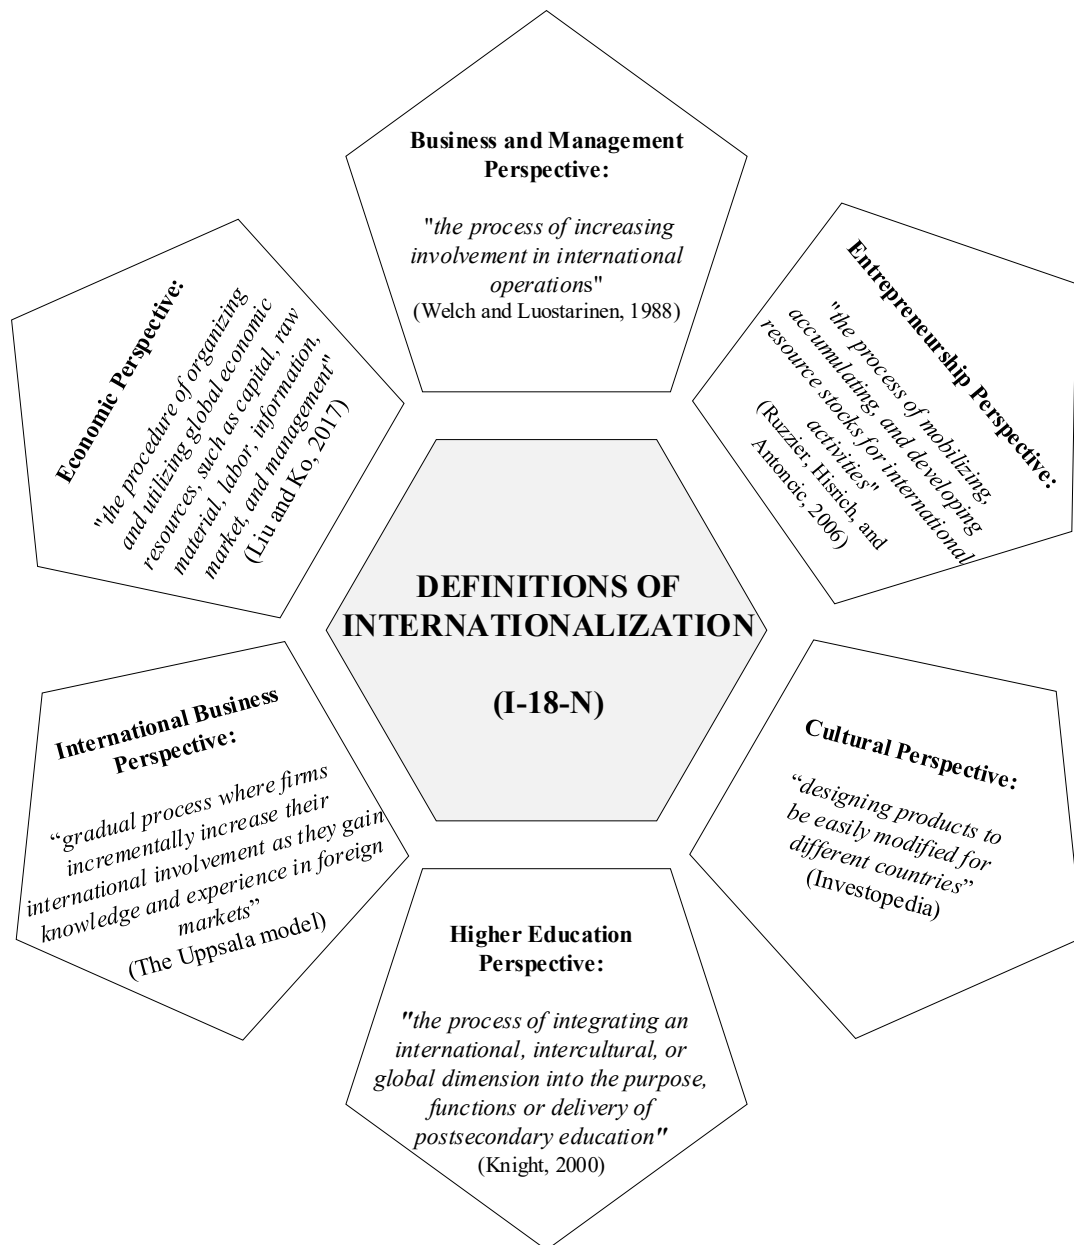 Business and Management
Perspective:
"the process of increasing
involvement in international
operations"
(Welch and Luostarinen, 1988)
Entrepreneurship Perspective:
"the process of mobilizing,
accumulating, and developing
resource stocks for international
activities"
(Ruzzier, Hisrich, and
Antoncic, 2006)
Economic Perspective:
"the procedure of organizing
and utilizing global economic
resources, such as capital, raw
material, labor, information,
market, and management"
(Liu and Ko, 2017)
DEFINITIONS OF
INTERNATIONALIZATION
(I-18-N)
International Business
Perspective:
“gradual process where firms
incrementally increase their
international involvement as they gain
knowledge and experience in foreign
markets”
(The Uppsala model)
Cultural Perspective:
“designing products to
be easily modified for
different countries”
(Investopedia)
Higher Education
Perspective:
"the process of integrating an
international, intercultural, or
global dimension into the purpose,
functions or delivery of
postsecondary education"
(Knight, 2000)